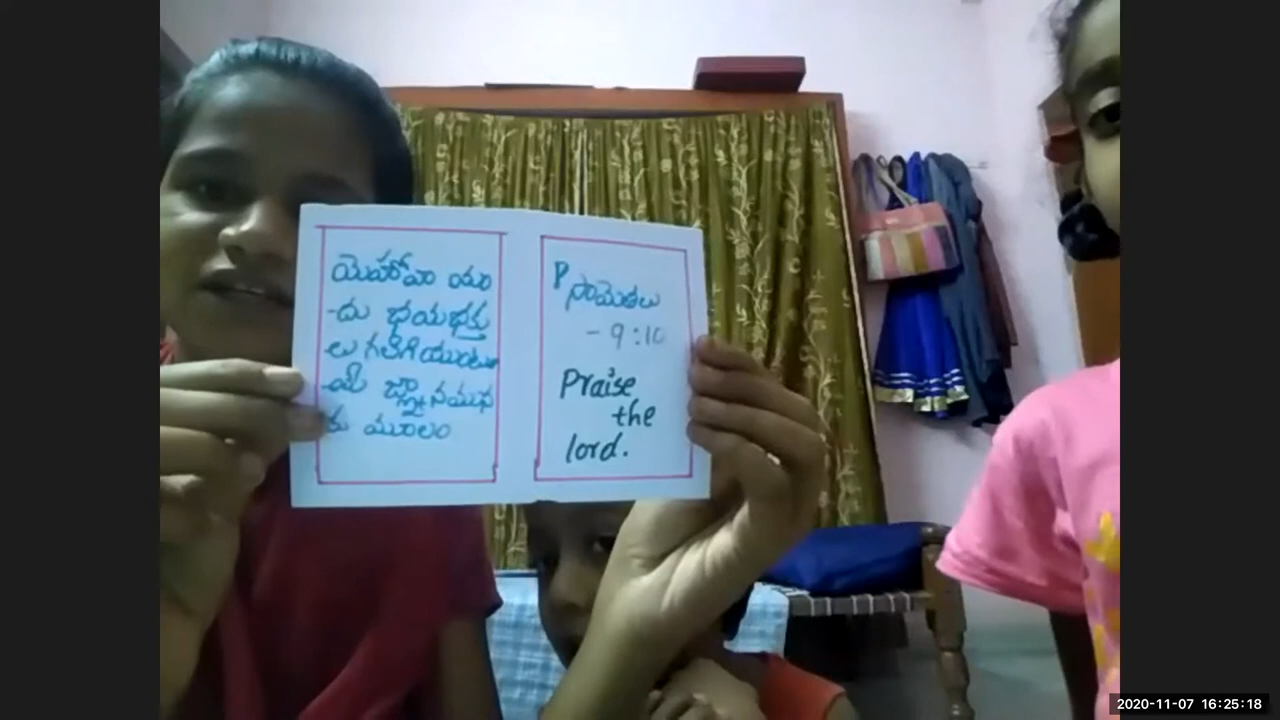 యెహోవా యం
-దు భయభక్తు
లు గలిగి యుంటు
-యే జ్ఞానమున
కు మూలం
P సామెతలు
- 9:10
Praise
the
lord.
2020-11-07 16:25:18